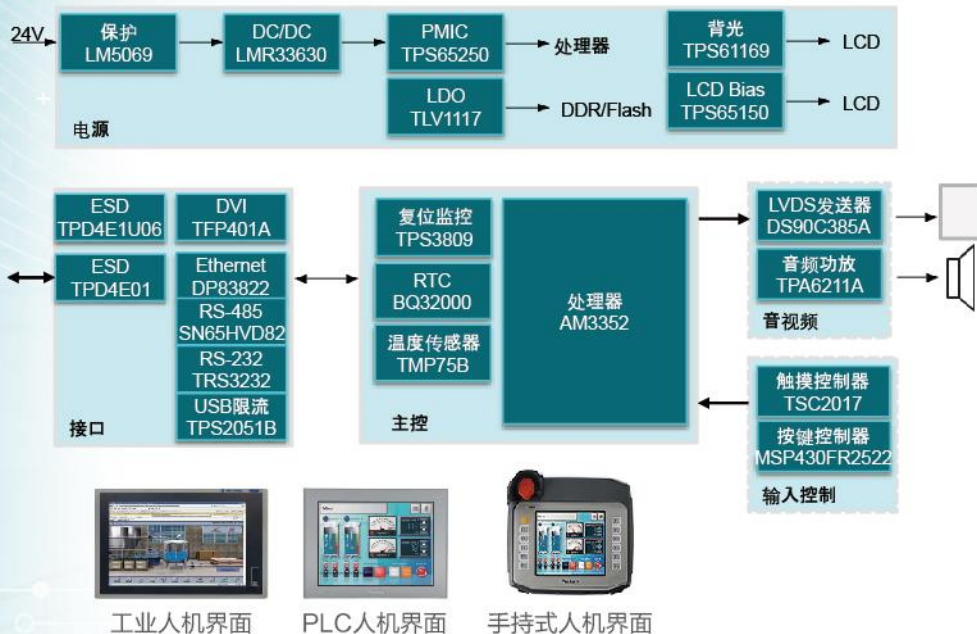 24V
保护
LM5069
DC/DC
LMR33630
PMIC
TPS65250
处理器
背光
TPS61169
LCD
LDO
TLV1117
DDR/Flash
LCD Bias
TPS65150
LCD
电源
ESD
TPD4E1U06
DVI
TFP401A
ESD
TPD4E01
Ethernet
DP83822
RS-485
SN65HVD82
RS-232
TRS3232
USB限流
TPS2051B
接口
复位监控
TPS3809
RTC
BQ32000
温度传感器
TMP75B
处理器
AM3352
主控
LVDS发送器
DS90C385A
音频功放
TPA6211A
音视频
触摸控制器
TSC2017
按键控制器
MSP430FR2522
输入控制
工业人机界面
PLC人机界面
手持式人机界面